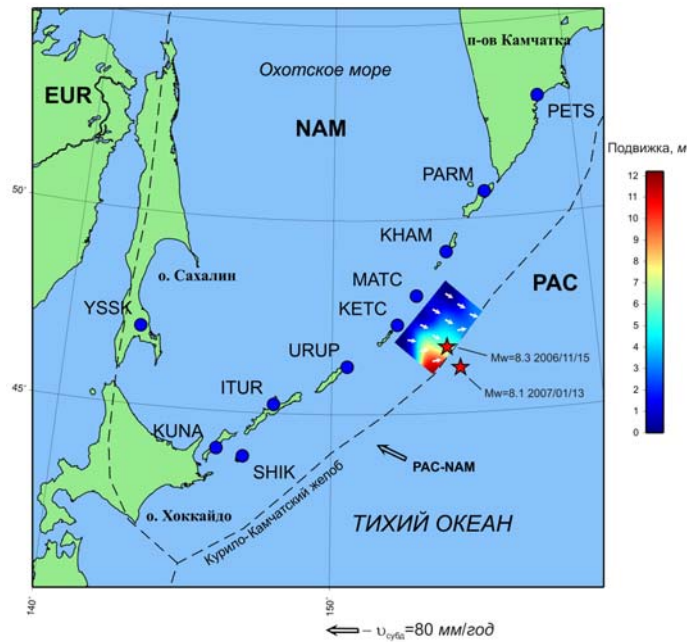 п-ов Камчатка
Охотское море
EUR
NAM
PETS
Подвижка, м
PARM
50°
12
11
10
9
8
7
6
5
4
3
2
1
0
KHAM
о. Сахалин
MATC
PAC
YSSK
KETC
URUP
Mw=8.3 2006/11/15
ITUR
Mw=8.1 2007/01/13
45°
KUNA
SHIK
PAC-NAM
о. Хоккайдо
Курило-Камчатский желоб
ТИХИЙ ОКЕАН
140°
150°
– υсубд=80 мм/год